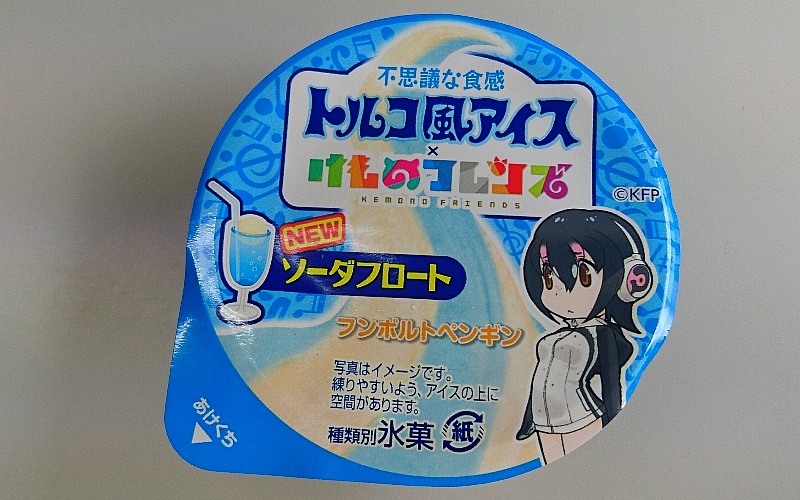 不思議な食感
トルコ風アイス
×
けものフレンズ
KEMONO FRIENDS
©KFP
NEW
ソーダフロート
フンボルトペンギン
写真はイメージです。
練りやすいよう、アイスの上に
空間があります。
種類別 氷菓 紙
あけくち